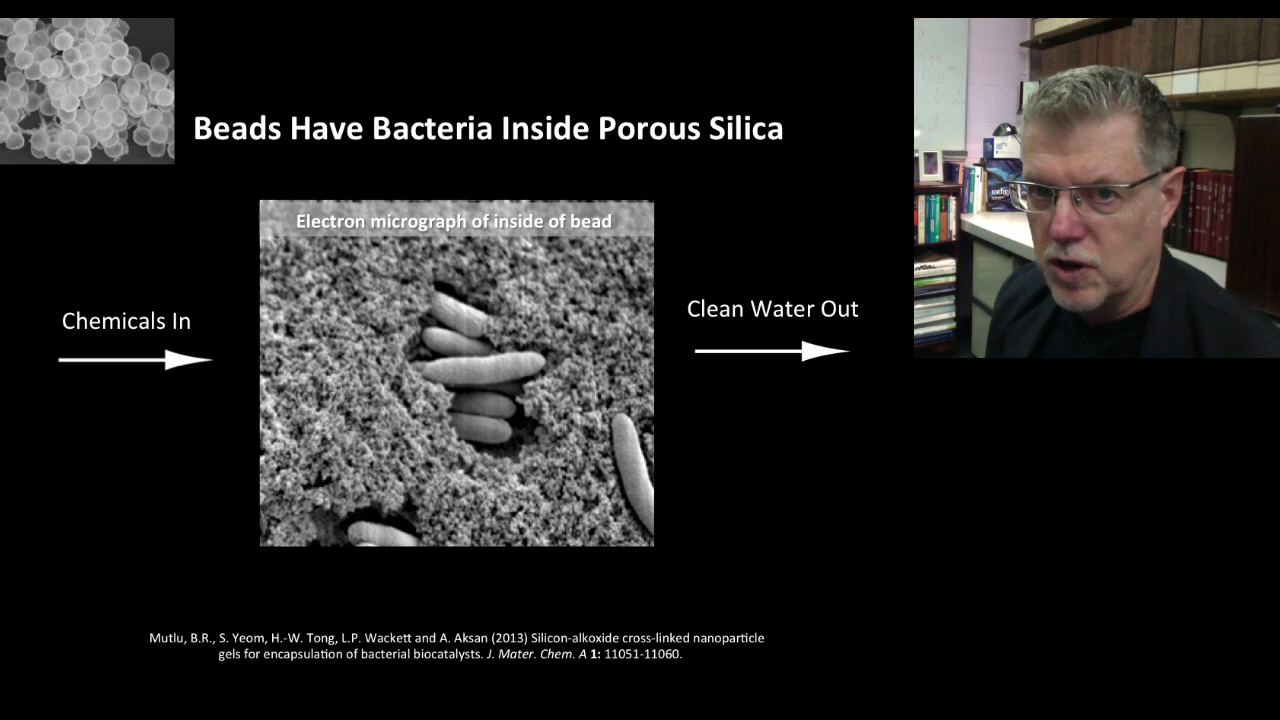 Beads Have Bacteria Inside Porous Silica
Electron micrograph of inside of bead
Chemicals In
Clean Water Out
Mutlu, B.R., S. Yeom, H.-W. Tong, L.P. Wackett and A. Aksan (2013) Silicon-alkoxide cross-linked nanoparticle
gels for encapsulation of bacterial biocatalysts. J. Mater. Chem. A 1: 11051-11060.